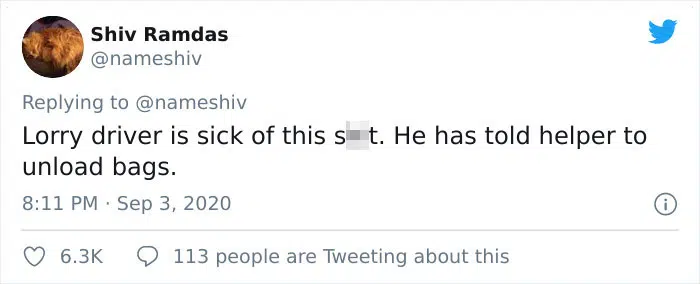 Shiv Ramdas
@nameshiv
Replying to @nameshiv
Lorry driver is sick of this s t. He has told helper to
unload bags.
8:11 PM · Sep 3, 2020
6.3K 113 people are Tweeting about this